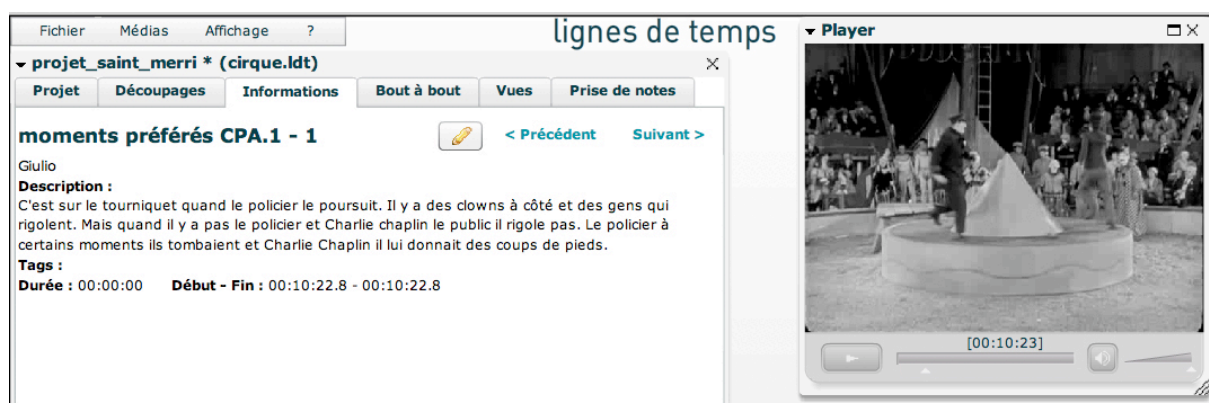 Fichier Médias Affichage ?
lignes de temps
projet_saint_merri * (cirque.ldt)
Projet Découpages Informations Bout à bout Vues Prise de notes
moments préférés CPA.1 - 1
< Précédent Suivant >
Giulio
Description :
C'est sur le tourniquet quand le policier le poursuit. Il y a des clowns à côté et des gens qui
rigolent. Mais quand il y a pas le policier et Charlie chaplin le public il rigole pas. Le policier à
certains moments ils tombaient et Charlie Chaplin il lui donnait des coups de pieds.
Tags :
Durée : 00:00:00 Début - Fin : 00:10:22.8 - 00:10:22.8
Player
[00:10:23]